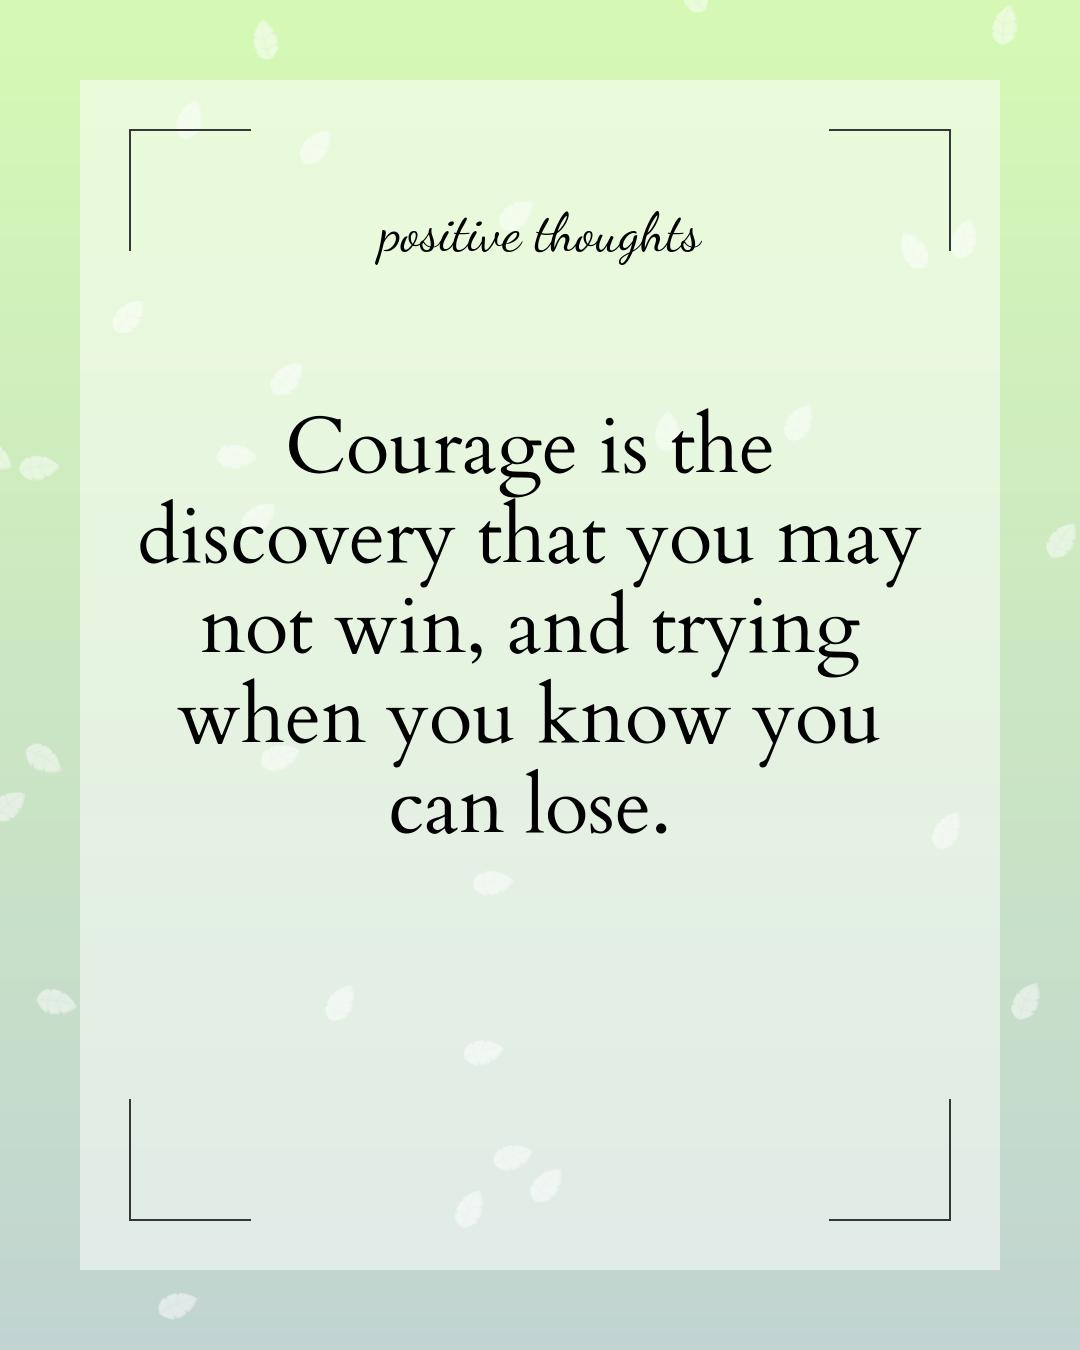 positive thoughts
Courage is the
discovery that you may
not win, and trying
when you know you
can lose.